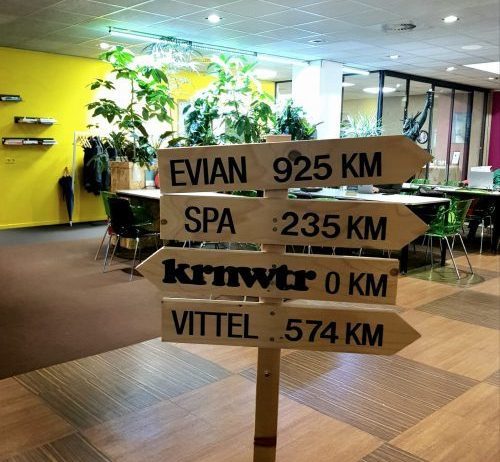 EVIAN 925 KM
SPA : 235 KM
krnwtr 0 KM
VITTEL : 574 KM